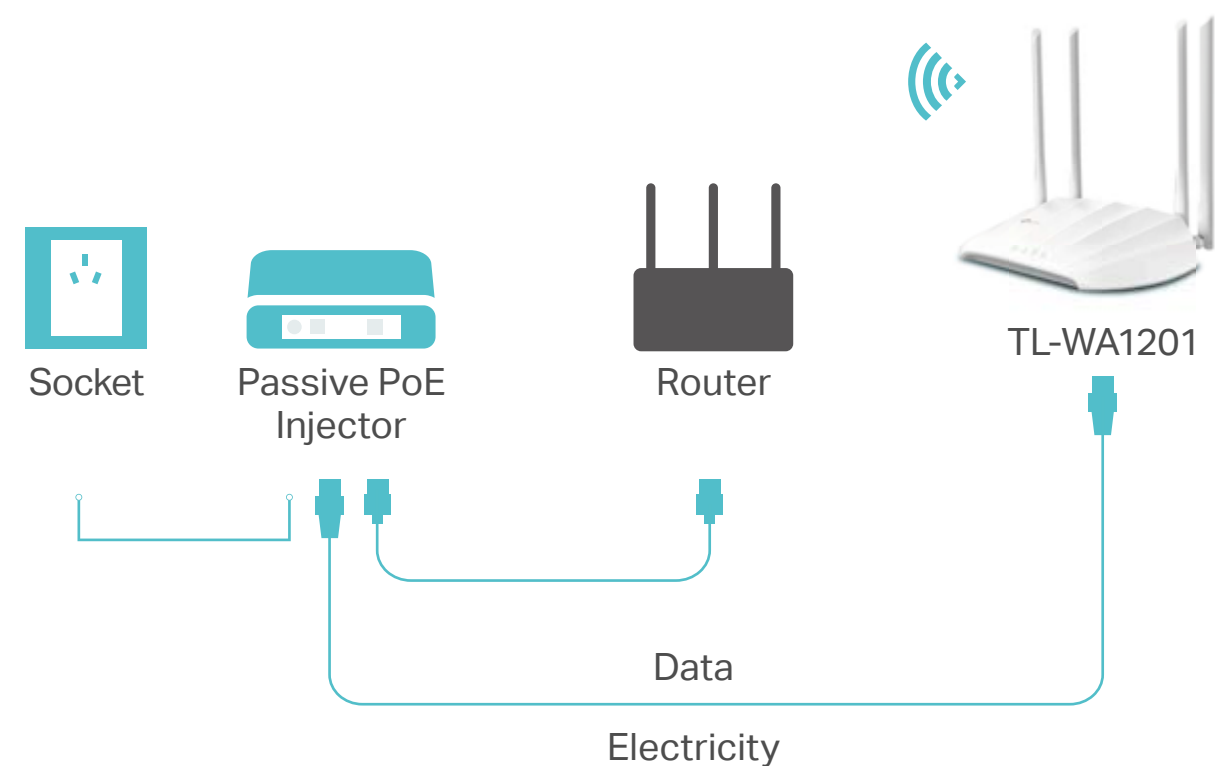 TL-WA1201
Socket
Passive PoE
Injector
Router
Data
Electricity